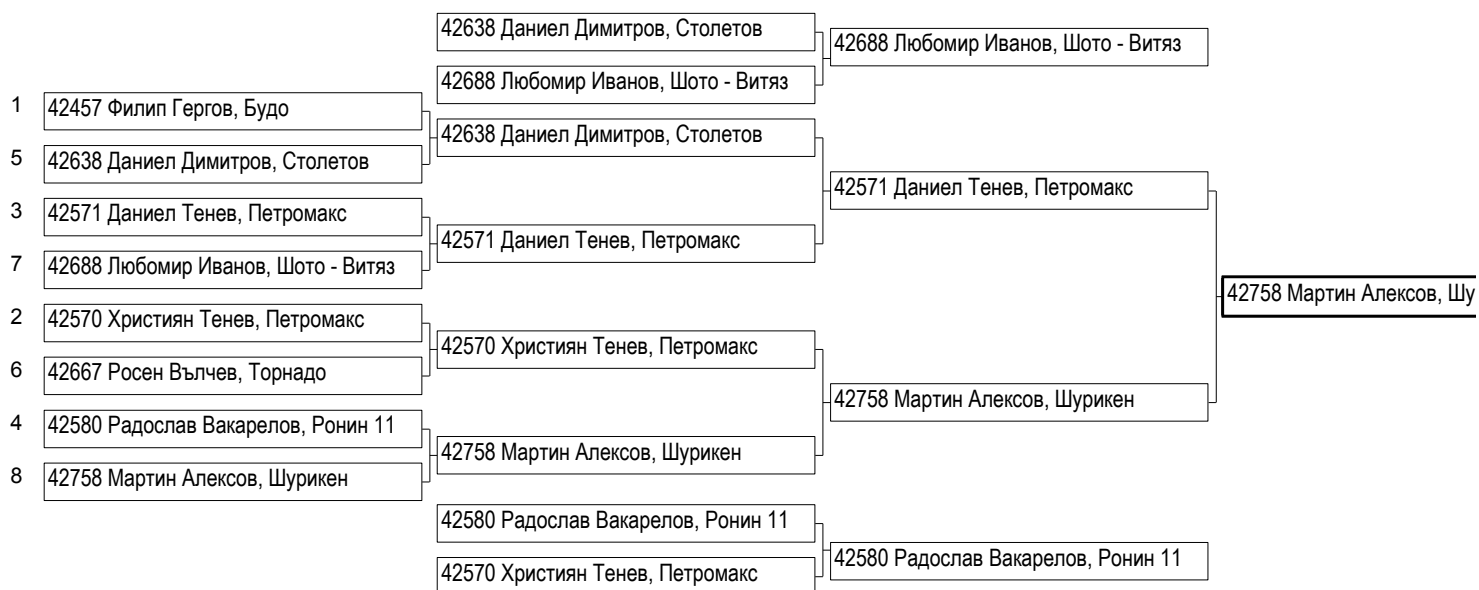 42638 Даниел Димитров, Столетов
42688 Любомир Иванов, Шото - Витяз
42688 Любомир Иванов, Шото - Витяз
1 42457 Филип Гергов, Будо
42638 Даниел Димитров, Столетов
5 42638 Даниел Димитров, Столетов
42571 Даниел Тенев, Петромакс
3 42571 Даниел Тенев, Петромакс
42571 Даниел Тенев, Петромакс
7 42688 Любомир Иванов, Шото - Витяз
42758 Мартин Алексов, Шу
2 42570 Християн Тенев, Петромакс
42570 Християн Тенев, Петромакс
6 42667 Росен Вълчев, Торнадо
42758 Мартин Алексов, Шурикен
4 42580 Радослав Вакарелов, Ронин 11
42758 Мартин Алексов, Шурикен
8 42758 Мартин Алексов, Шурикен
42580 Радослав Вакарелов, Ронин 11
42580 Радослав Вакарелов, Ронин 11
42570 Християн Тенев, Петромакс